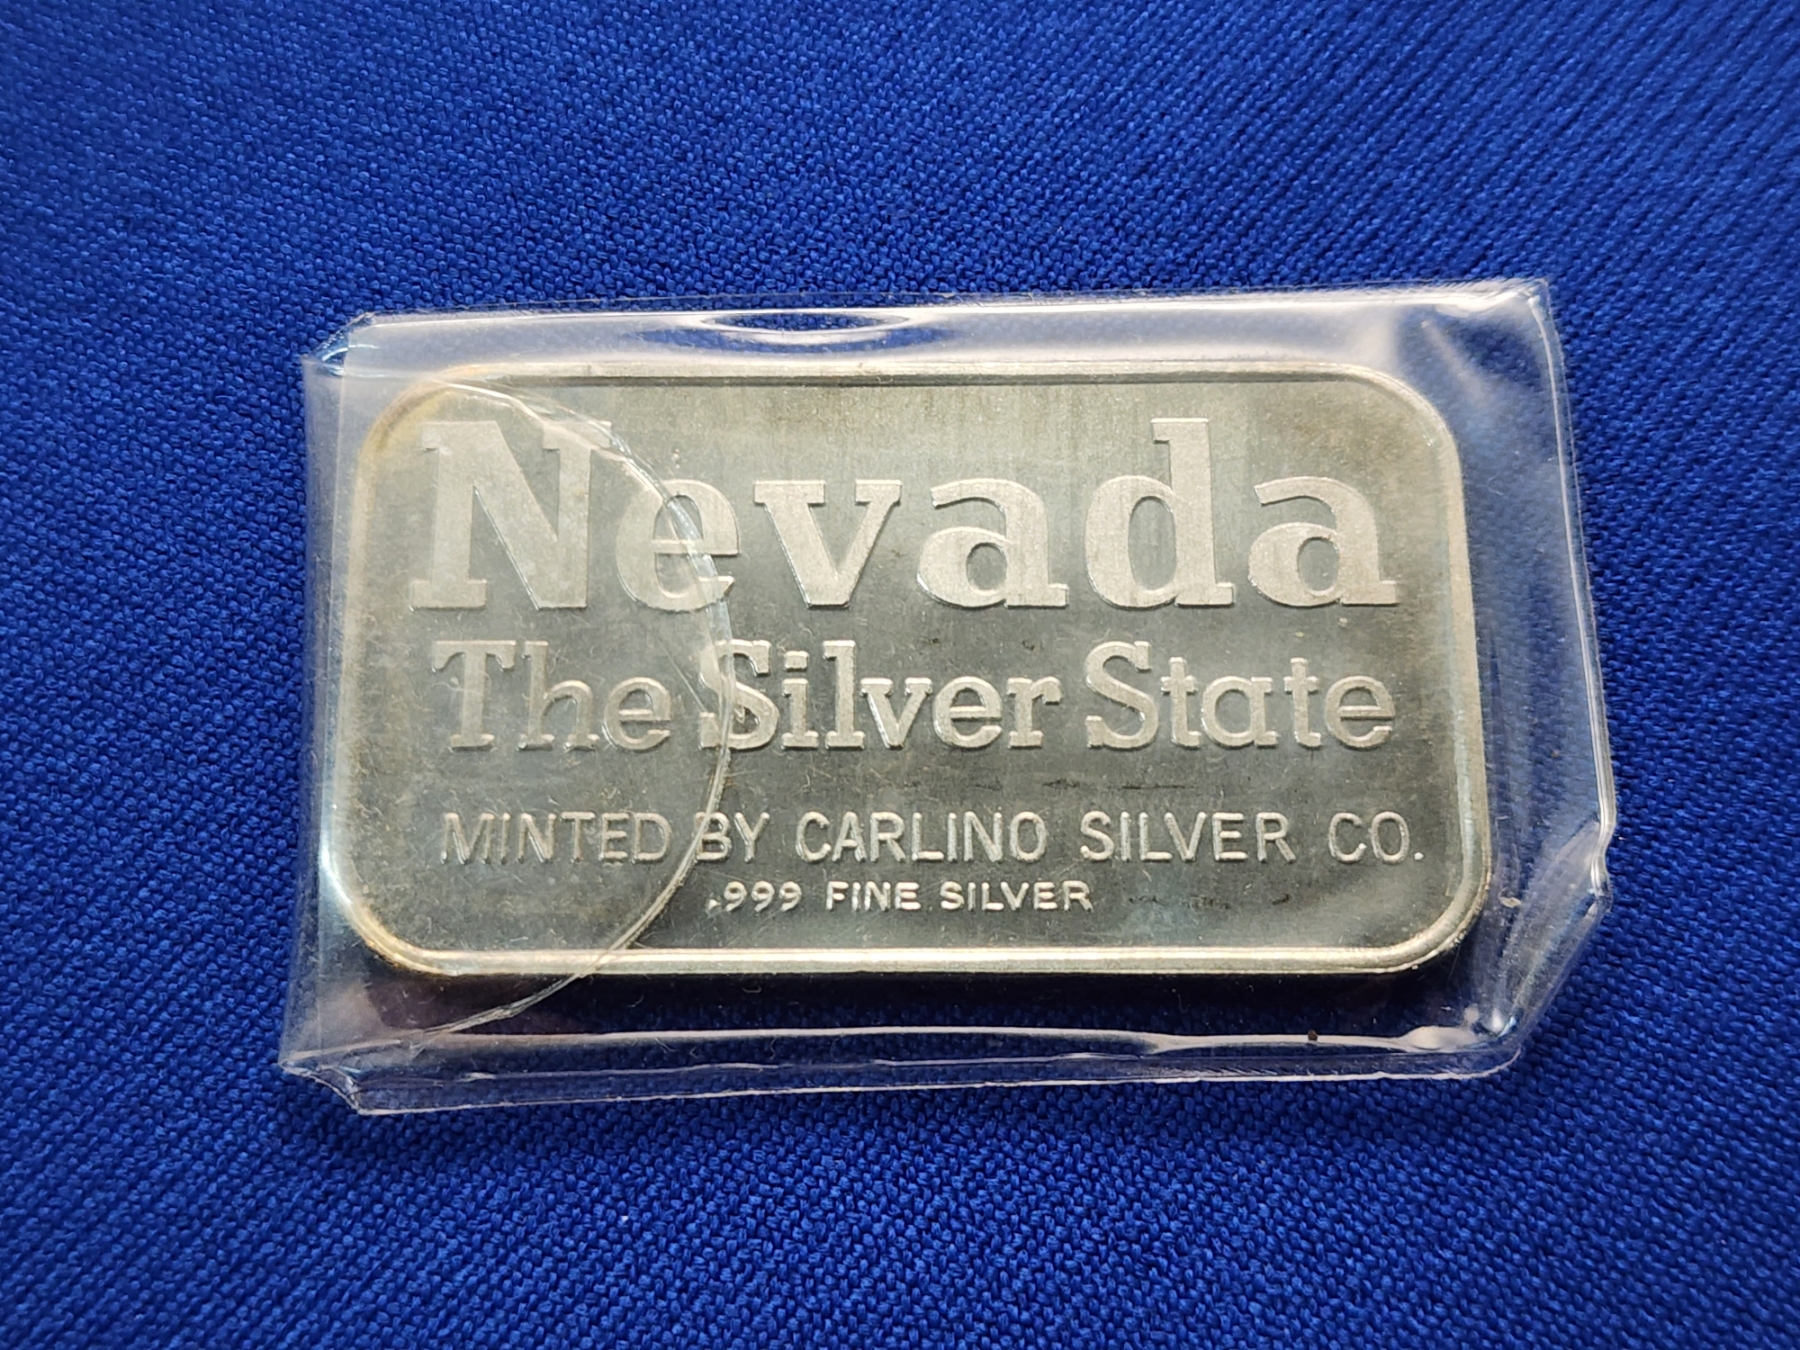 Nevada
The Silver State
MINTED BY CARLINO SILVER CO.
.999 FINE SILVER